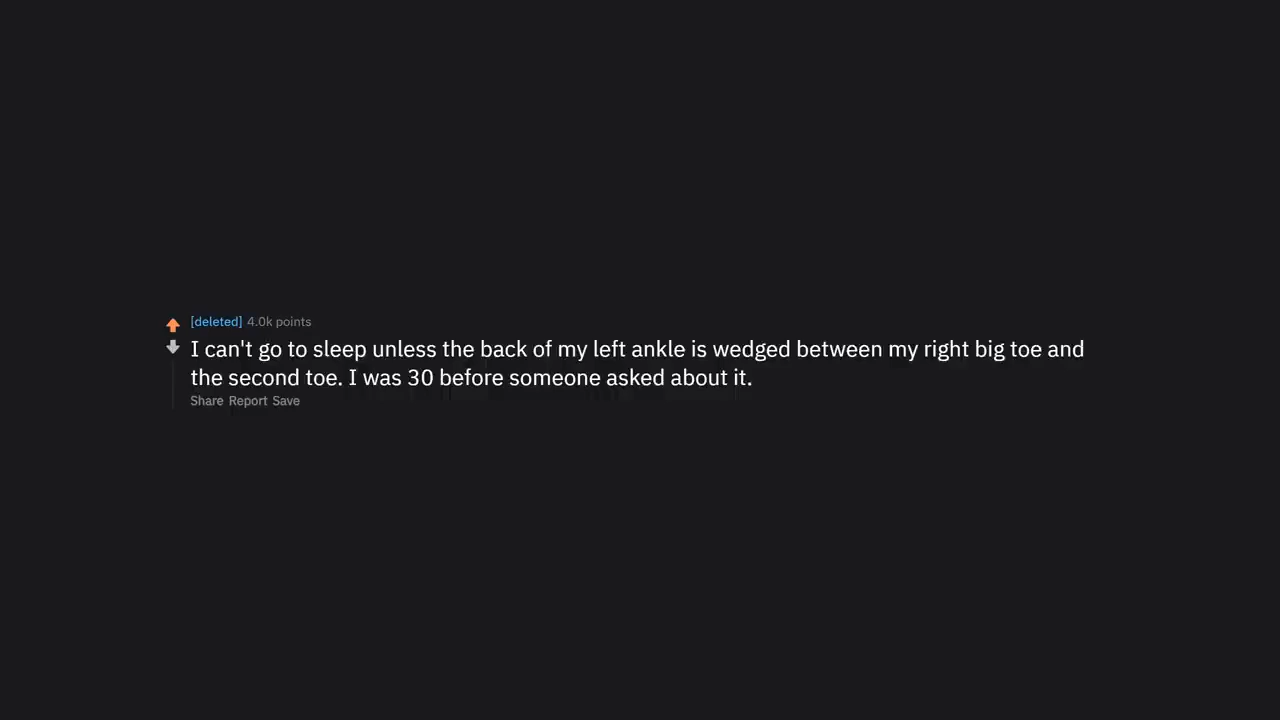 [deleted] 4.0k points
I can't go to sleep unless the back of my left ankle is wedged between my right big toe and
the second toe. I was 30 before someone asked about it.
Share Report Save